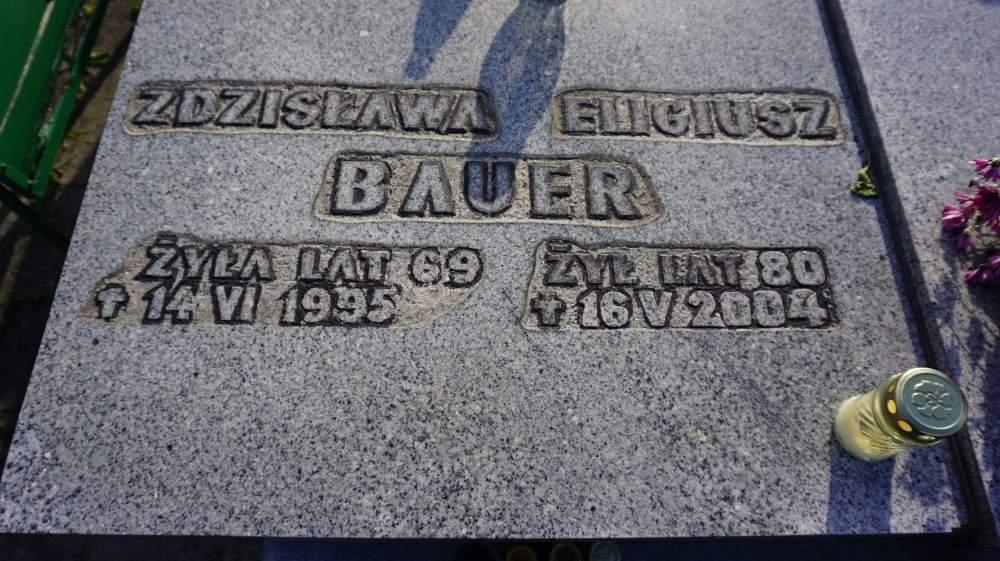 ZDZISŁAWA ELIGIUSZ
BAUER
ŻYŁA LAT 69
✝ 14 VI 1995
ŻYŁ LAT 80
✝ 16 V 2004